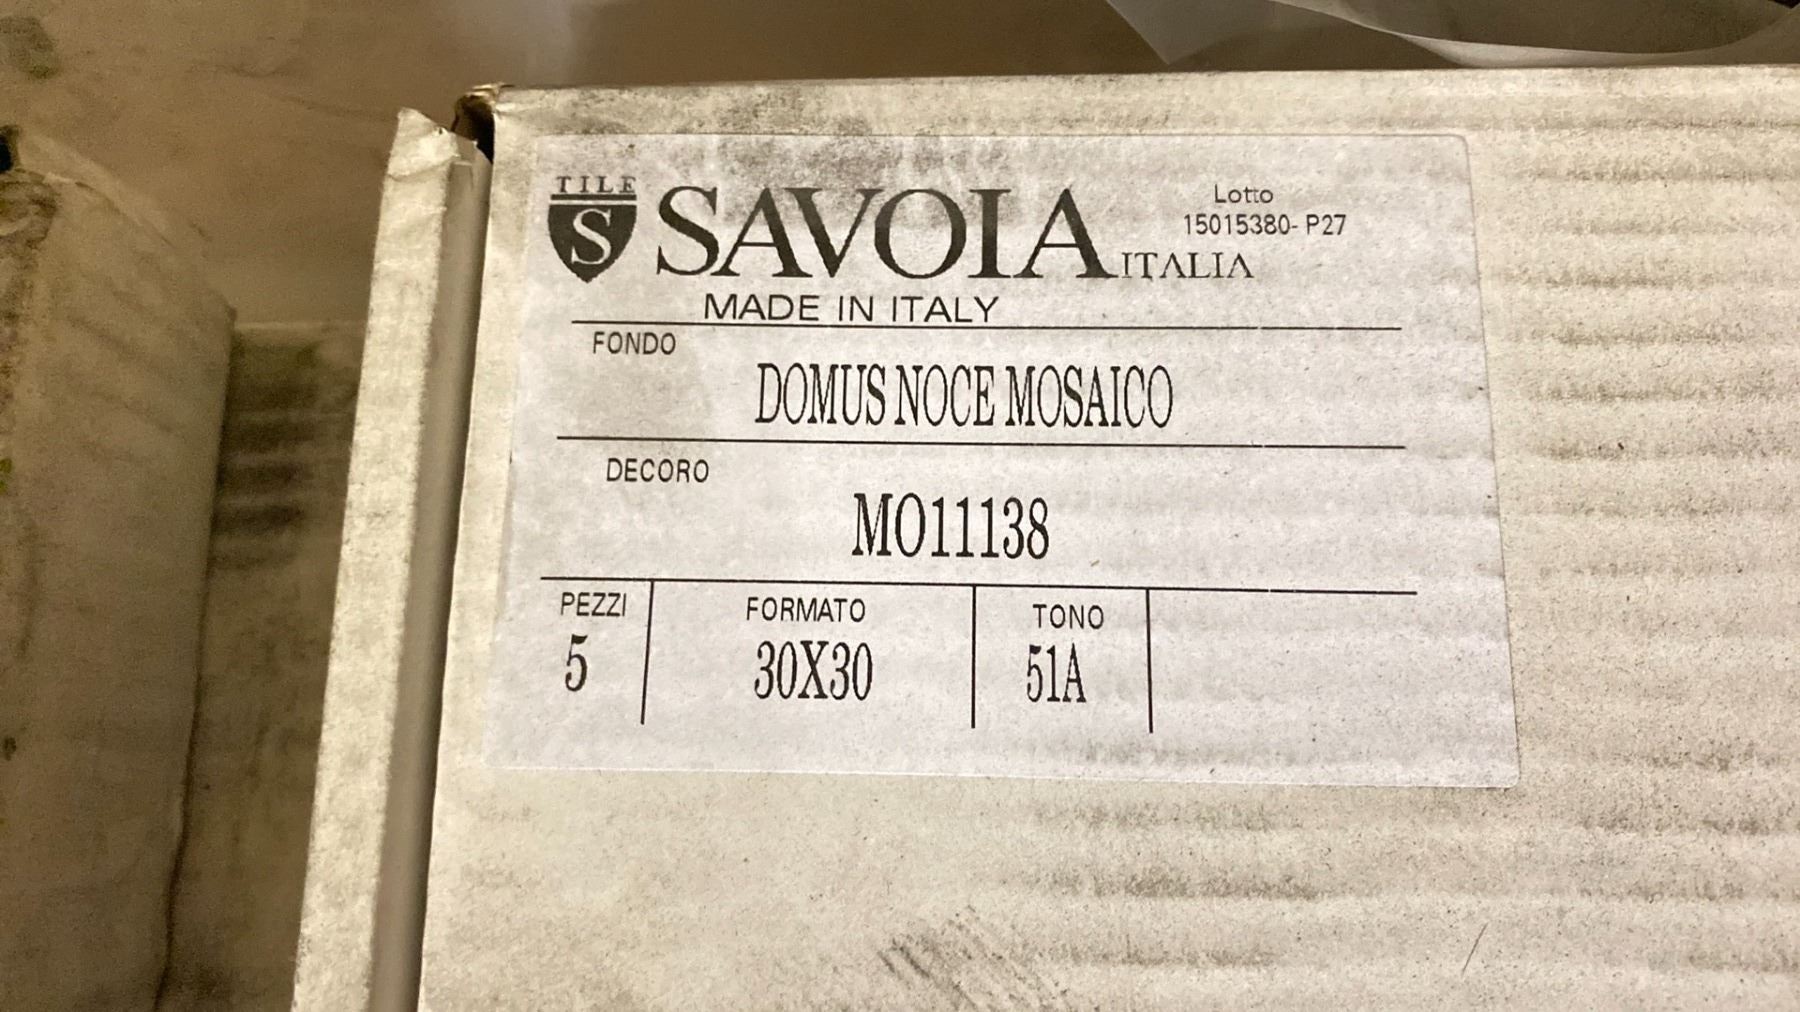 TILE
S
SAVOIA ITALIA
Lotto
15015380- P27
MADE IN ITALY
FONDO
DOMUS NOCE MOSAICO
DECORO
MO11138
PEZZI FORMATO TONO
5 30X30 51A